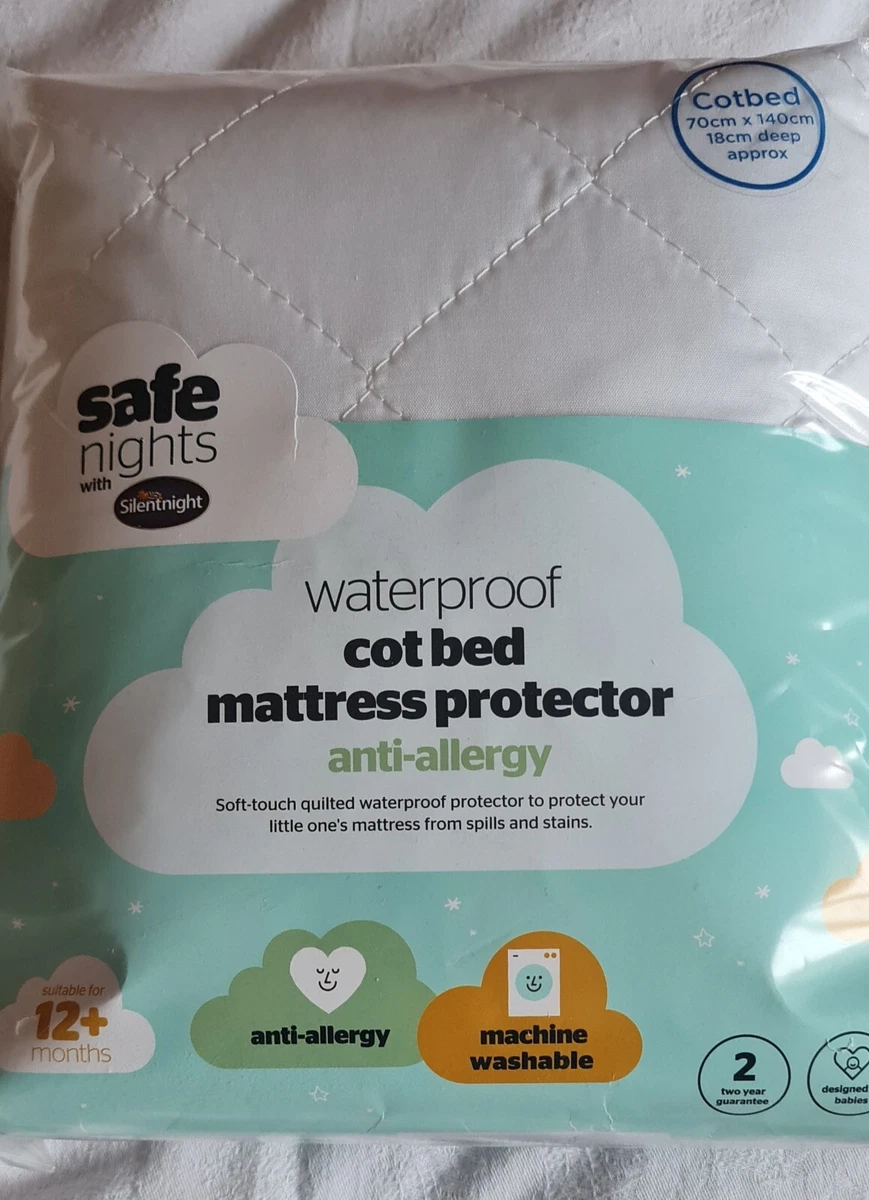 Cotbed
70cm x 140cm
18cm deep
approx
safe
nights
with
Silentnight
waterproof
cot bed
mattress protector
anti-allergy
Soft-touch quilted waterproof protector to protect your
little one's mattress from spills and stains.
suitable for
12+
months
anti-allergy
machine
washable
2
two year
guarantee
designed
babies